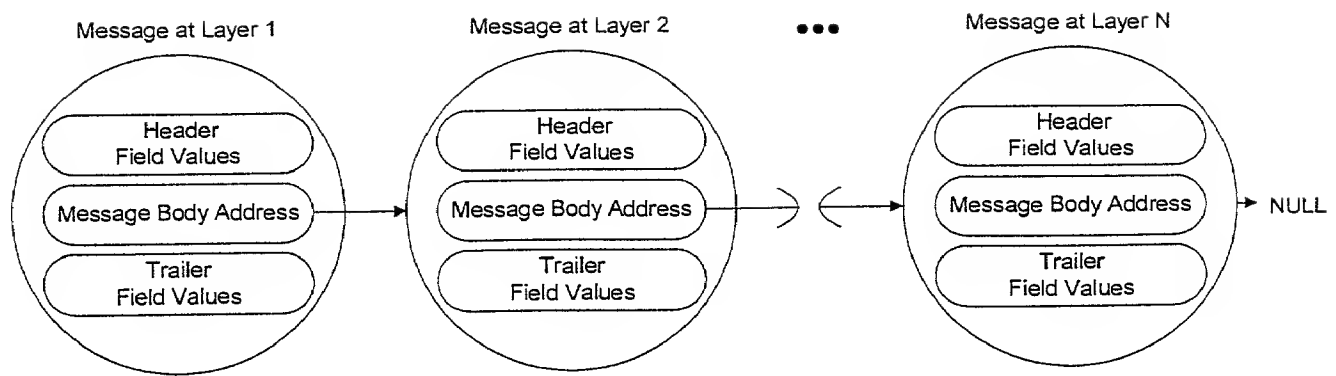 Message at Layer 1
Message at Layer 2
•••
Message at Layer N
Header
Field Values
Message Body Address
Trailer
Field Values
Header
Field Values
Message Body Address
Trailer
Field Values
Header
Field Values
Message Body Address
Trailer
Field Values
NULL